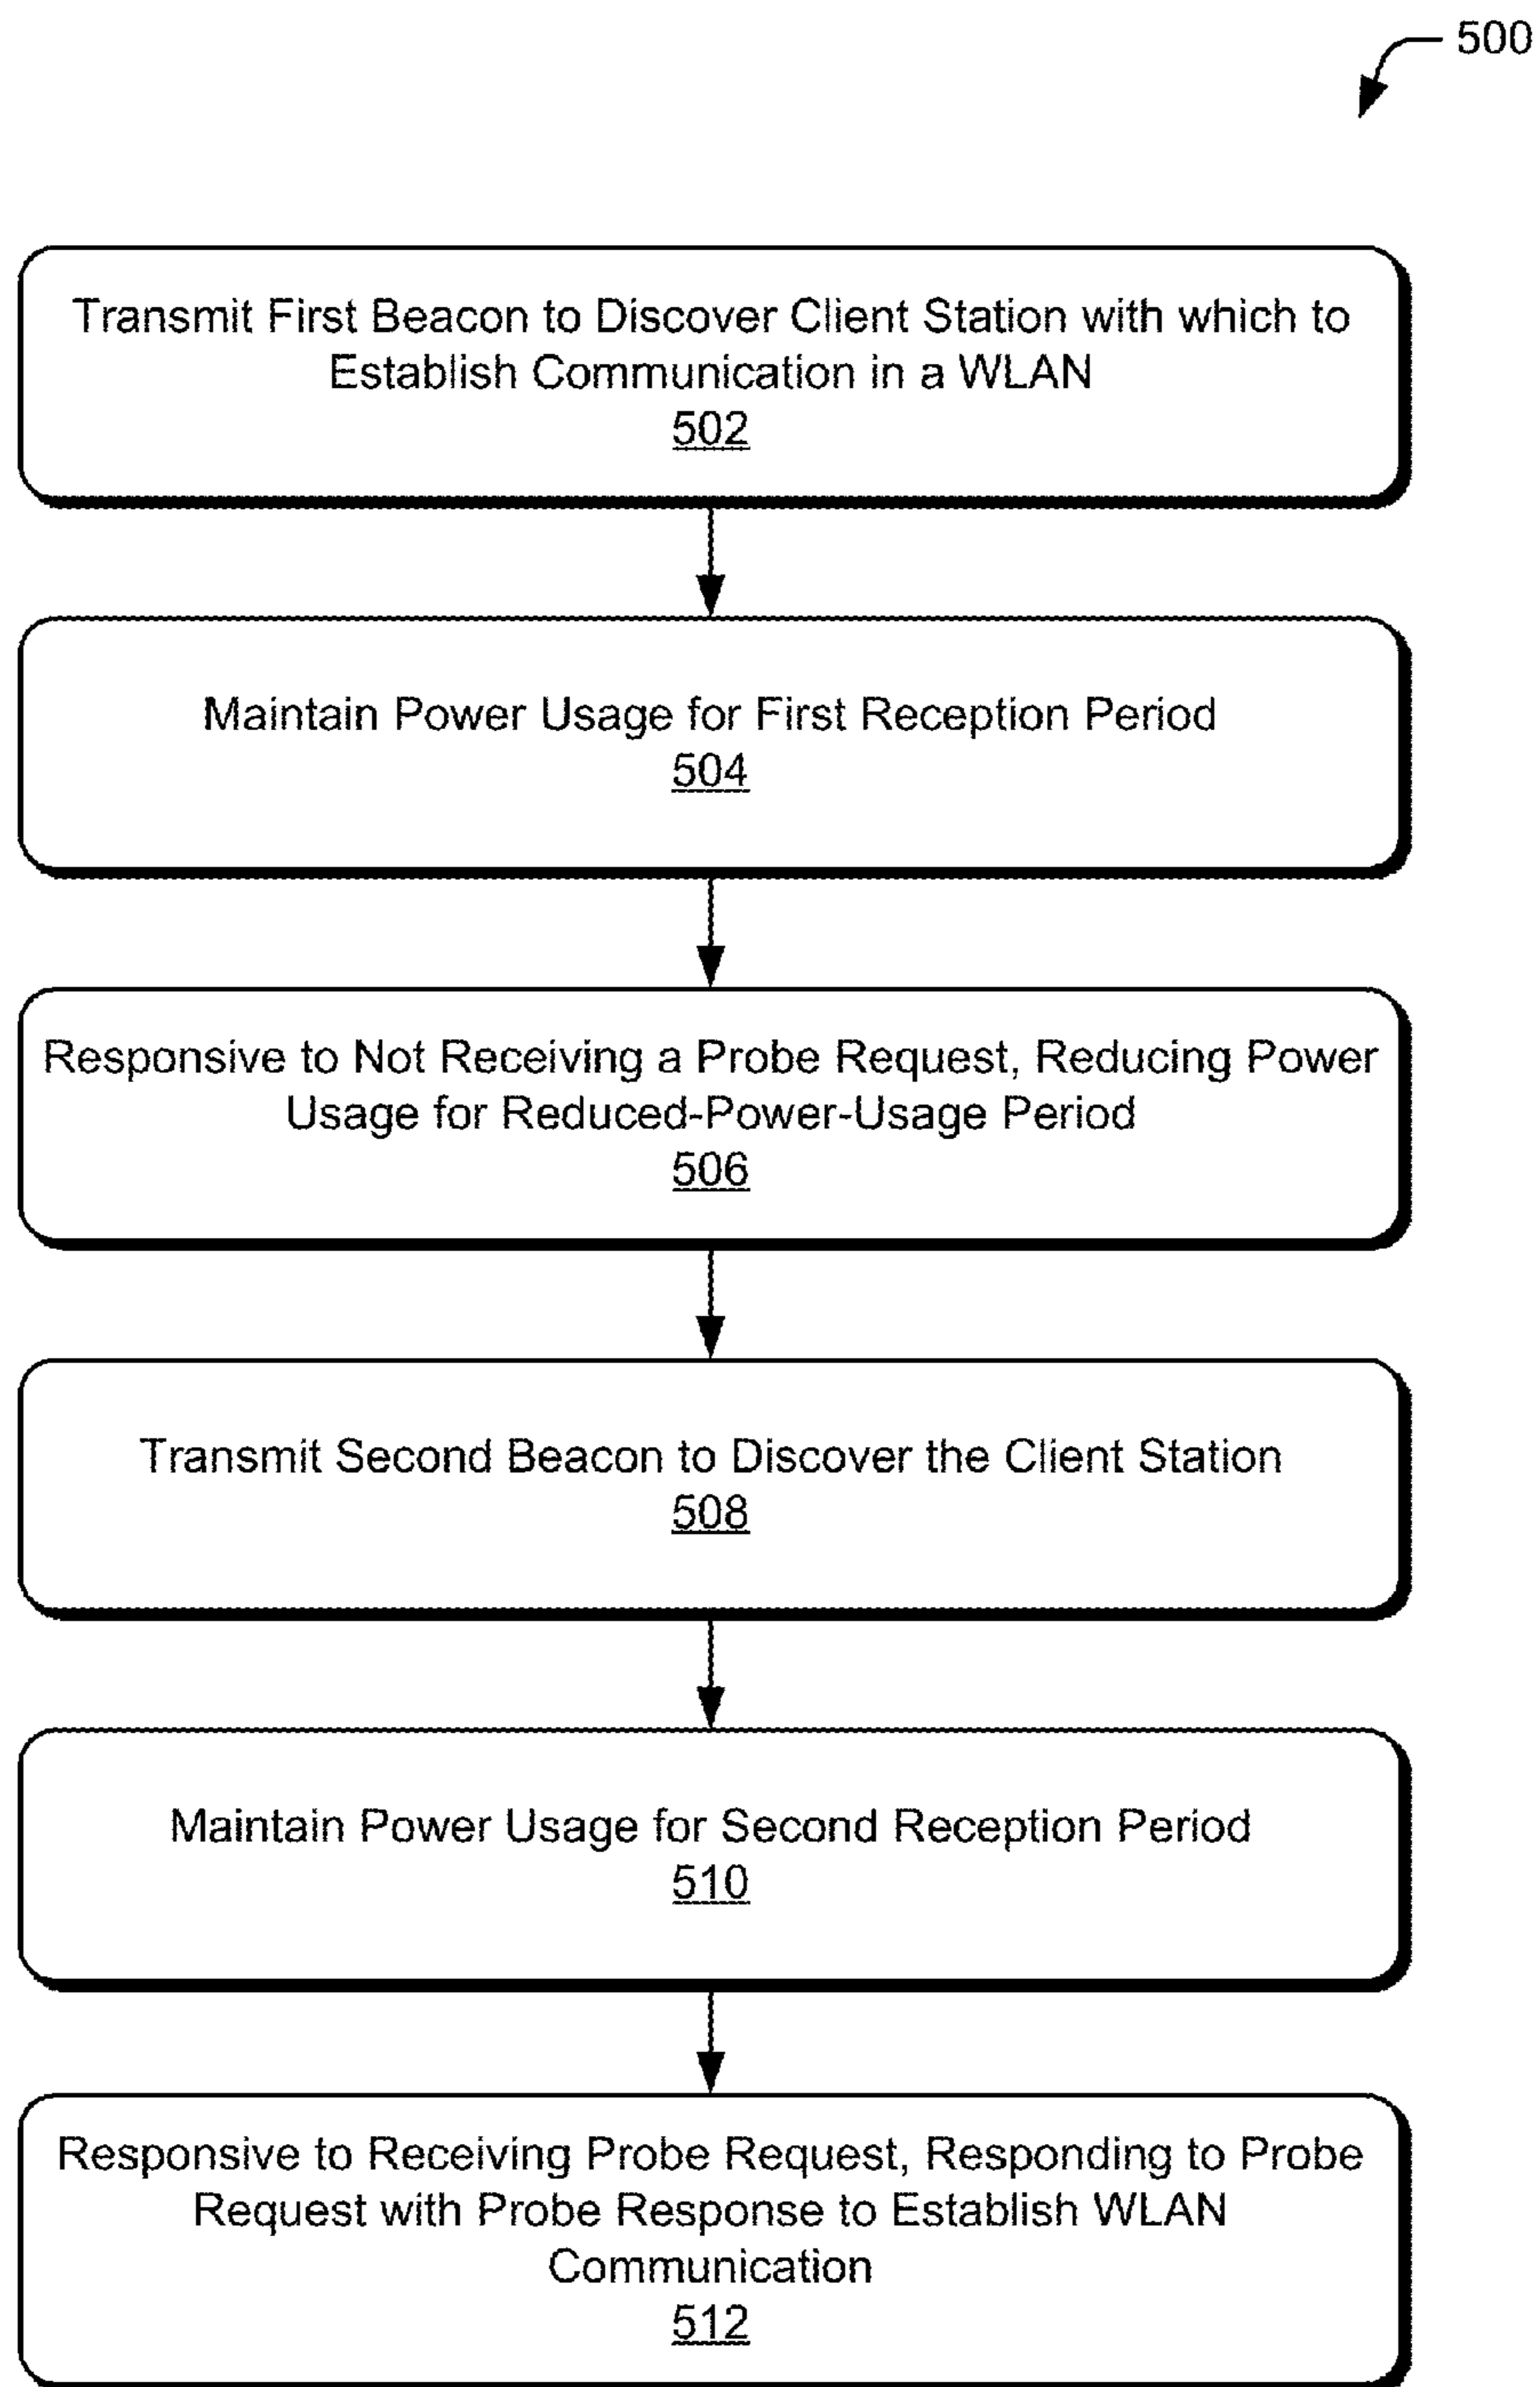 500
Transmit First Beacon to Discover Client Station with which to
Establish Communication in a WLAN
502
Maintain Power Usage for First Reception Period
504
Responsive to Not Receiving a Probe Request, Reducing Power
Usage for Reduced-Power-Usage Period
506
Transmit Second Beacon to Discover the Client Station
508
Maintain Power Usage for Second Reception Period
510
Responsive to Receiving Probe Request, Responding to Probe
Request with Probe Response to Establish WLAN
Communication
512